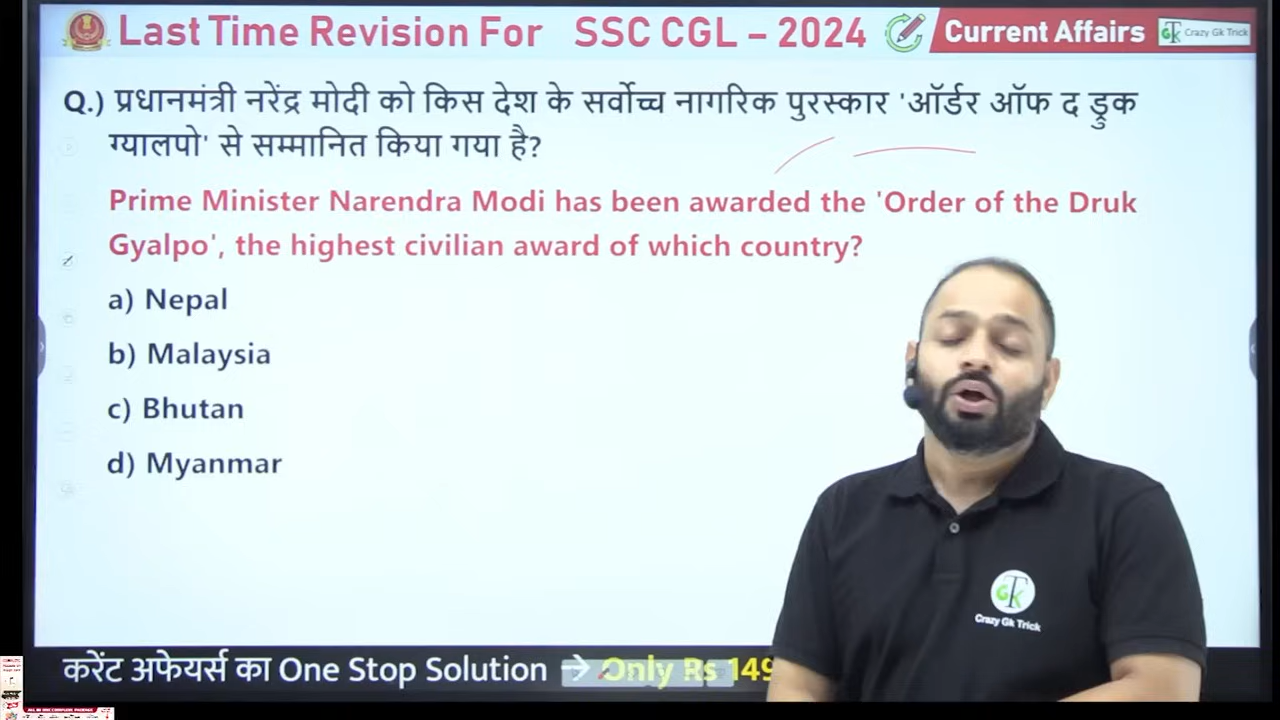 Last Time Revision For SSC CGL – 2024
Current Affairs
Crazy Gk Trick
Q.) प्रधानमंत्री नरेंद्र मोदी को किस देश के सर्वोच्च नागरिक पुरस्कार 'ऑर्डर ऑफ द ड्रुक
ग्यालपो' से सम्मानित किया गया है?
Prime Minister Narendra Modi has been awarded the 'Order of the Druk
Gyalpo', the highest civilian award of which country?
a) Nepal
b) Malaysia
c) Bhutan
d) Myanmar
Crazy Gk Trick
करेंट अफेयर्स का One Stop Solution → Only Rs 149